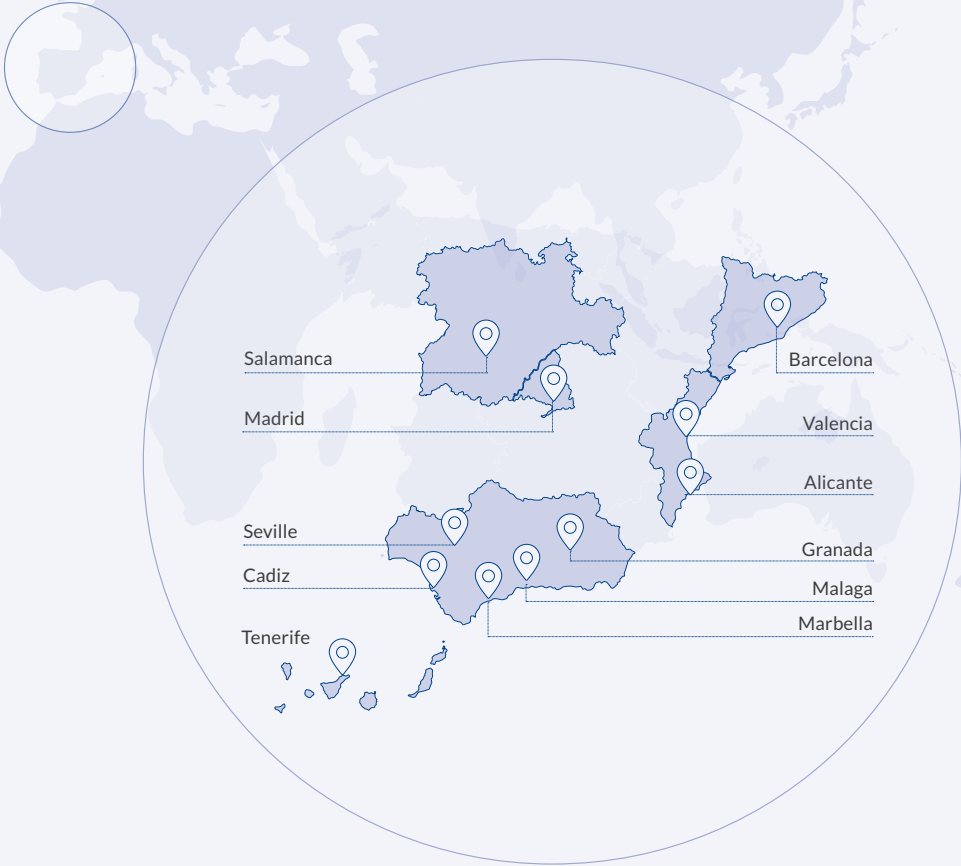 Salamanca
Barcelona
Madrid
Valencia
Alicante
Seville
Granada
Cadiz
Malaga
Marbella
Tenerife